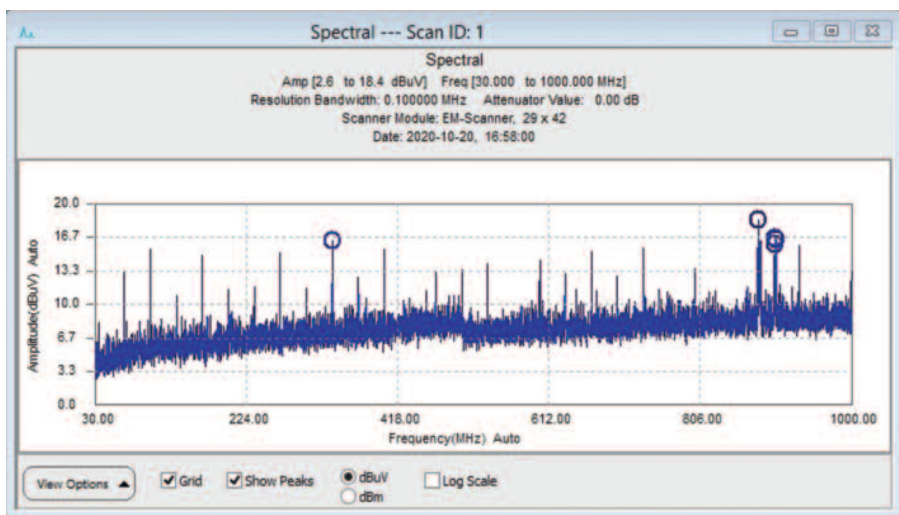 Spectral --- Scan ID: 1
Spectral
Amp [2.6 to 18.4 dBuV] Freq [30.000 to 1000.000 MHz]
Resolution Bandwidth: 0.100000 MHz Attenuator Value: 0.00 dB
Scanner Module: EM-Scanner, 29 x 42
Date: 2020-10-20, 16:58:00
Amplitude(dBuV) Auto
20.0
16.7
13.3
10.0
6.7
3.3
0.0
30.00 224.00 418.00 612.00 806.00 1000.00
Frequency(MHz) Auto
View Options Grid Show Peaks dBuV Log Scale
dBm